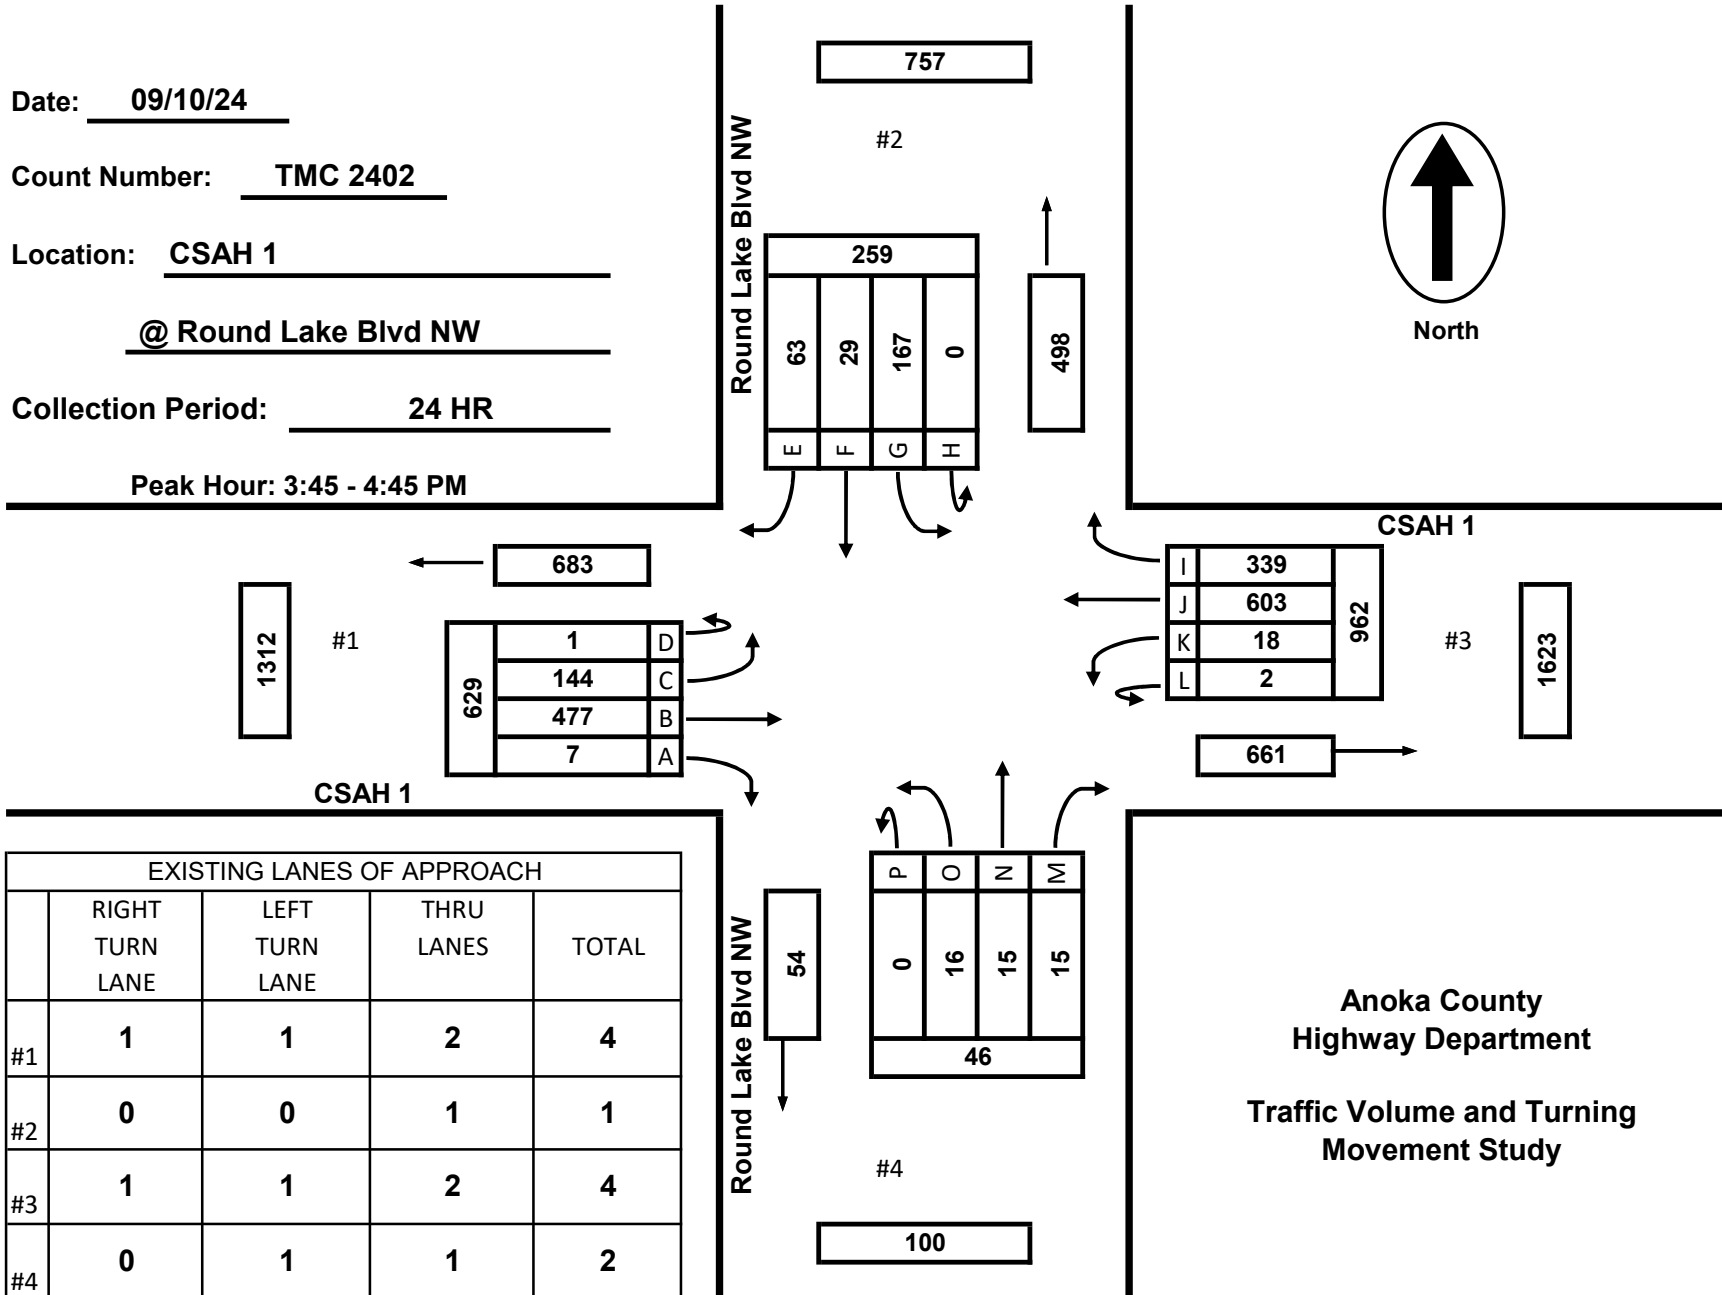 Date: 09/10/24
Count Number: TMC 2402
Location: CSAH 1
@ Round Lake Blvd NW
Collection Period: 24 HR
Peak Hour: 3:45 - 4:45 PM
757
#2
Round Lake Blvd NW
259
63 29 167 0
E F G H
498
North
CSAH 1
683
1312
#1
629
1 D
144 C
477 B
7 A
CSAH 1
I 339
J 603
K 18
L 2
962
#3
1623
661
P O N M
0 16 15 15
46
54
Round Lake Blvd NW
#4
100
EXISTING LANES OF APPROACH
RIGHT TURN LANE LEFT TURN LANE THRU LANES TOTAL
#1 1 1 2 4
#2 0 0 1 1
#3 1 1 2 4
#4 0 1 1 2
Anoka County
Highway Department
Traffic Volume and Turning
Movement Study